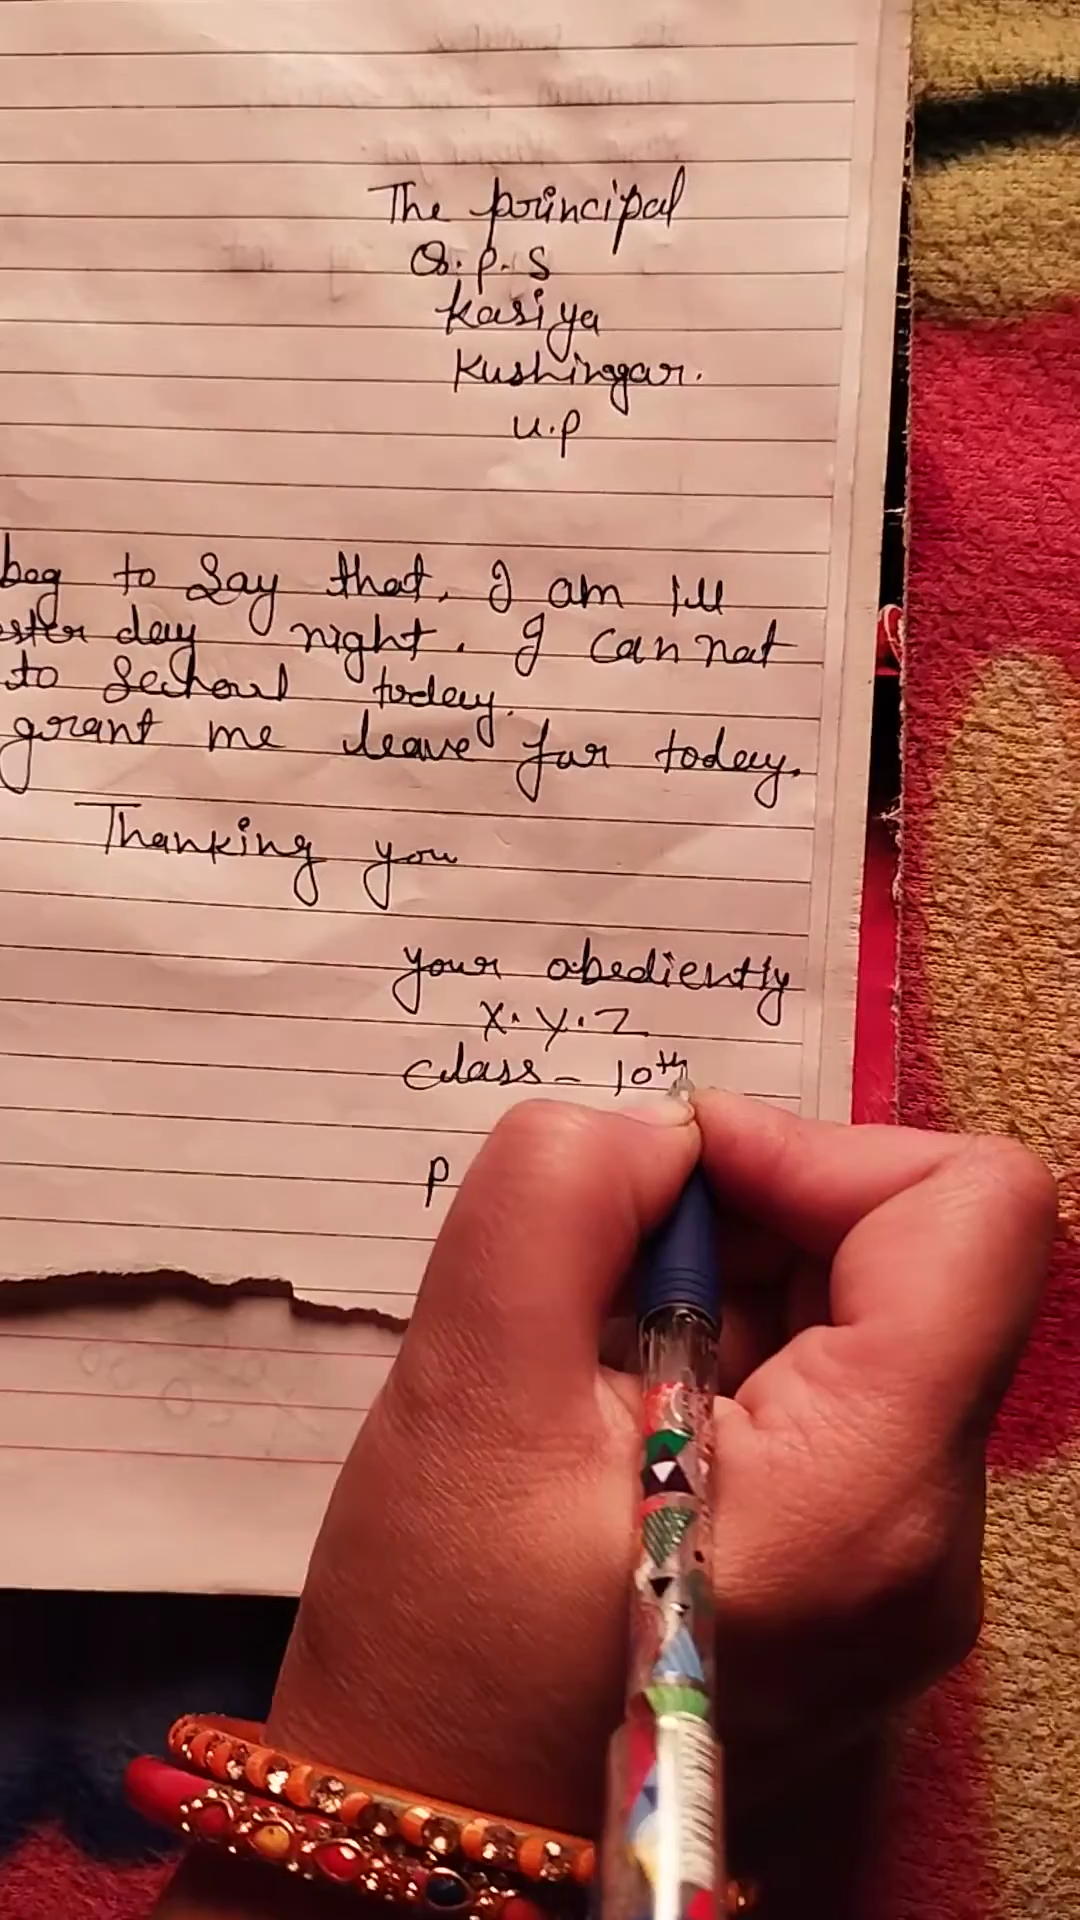 The principal
Q.P.S
Kasiya
Kushinagar.
U.P
beg to Say that, I am ill
ster day night. I can not
to School today.
grant me leave for today.
Thanking you
your obediently
X.Y.Z
Class - 10th
P